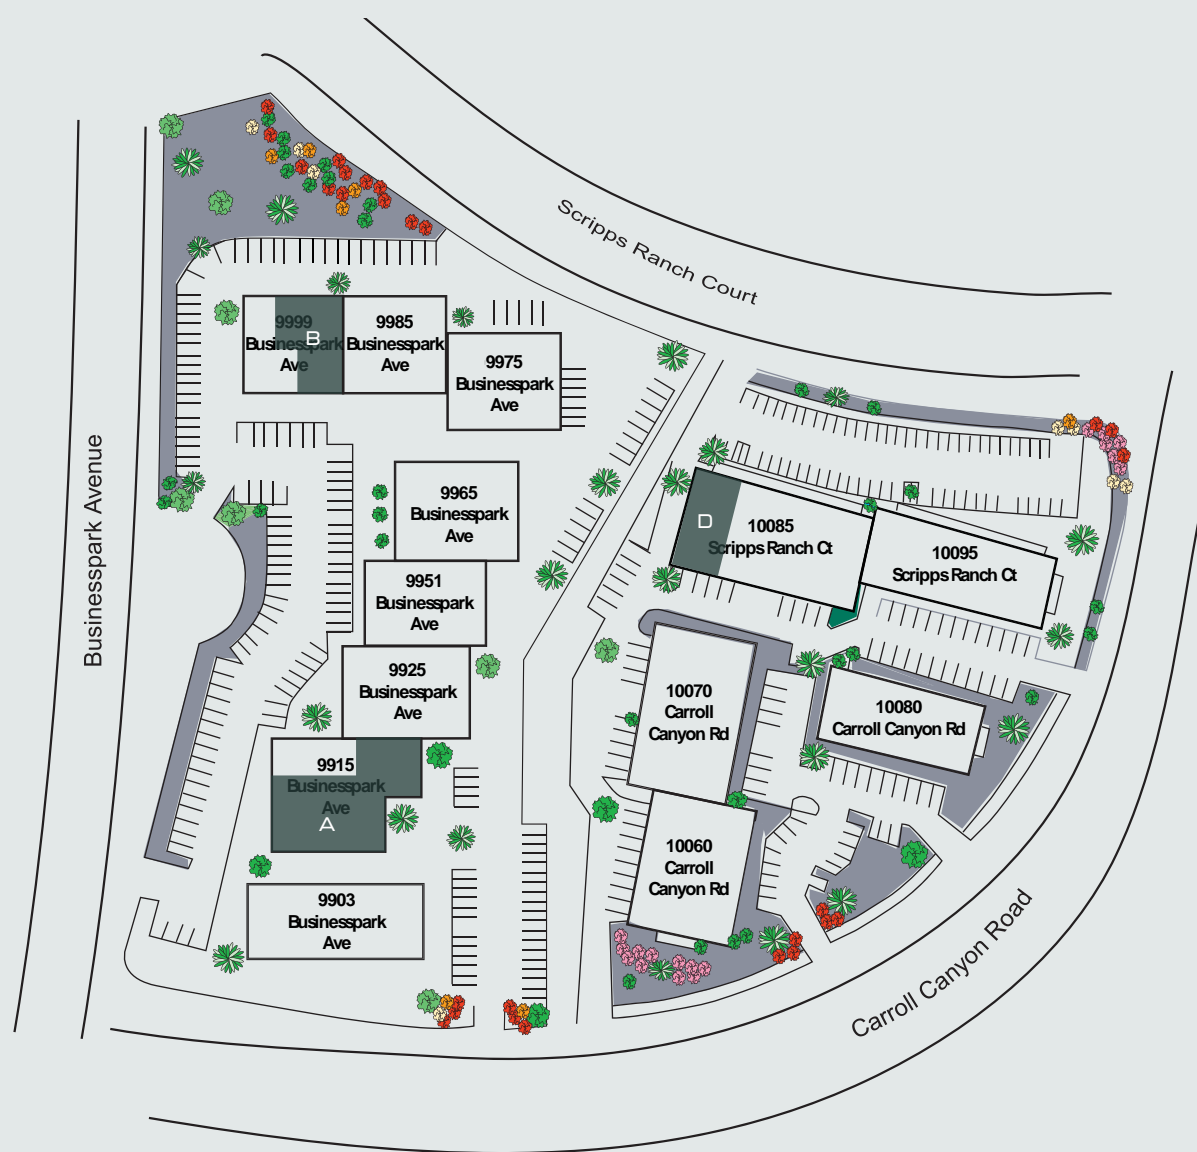 Scripps Ranch Court
9999
Businesspark
Ave
B
9985
Businesspark
Ave
9975
Businesspark
Ave
Businesspark Avenue
9965
Businesspark
Ave
D
10085
Scripps Ranch Ct
10095
Scripps Ranch Ct
9951
Businesspark
Ave
9925
Businesspark
Ave
10070
Carroll
Canyon Rd
10080
Carroll Canyon Rd
9915
Businesspark
Ave
A
10060
Carroll
Canyon Rd
9903
Businesspark
Ave
Carroll Canyon Road